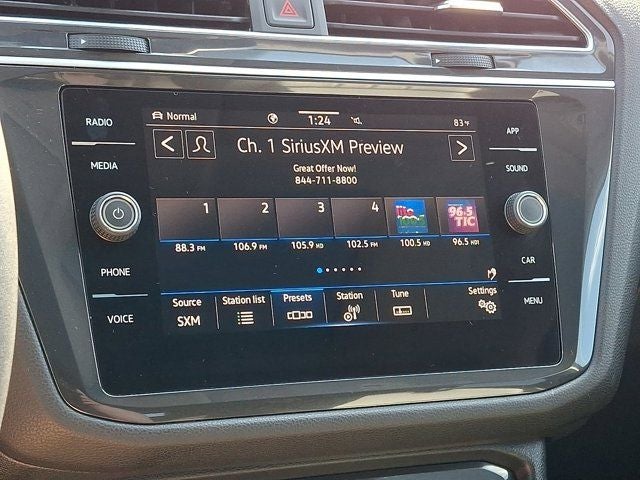 RADIO
MEDIA
PHONE
VOICE
Normal
1:24
83 °F
Ch. 1 SiriusXM Preview
Great Offer Now!
844-711-8800
1 2 3 4
96.5
TIC
88.3 FM 106.9 FM 105.9 HD 102.5 FM 100.5 HD 96.5 HD1
Source
SXM
Station list
Presets
Station
Tune
Settings
APP
SOUND
CAR
MENU